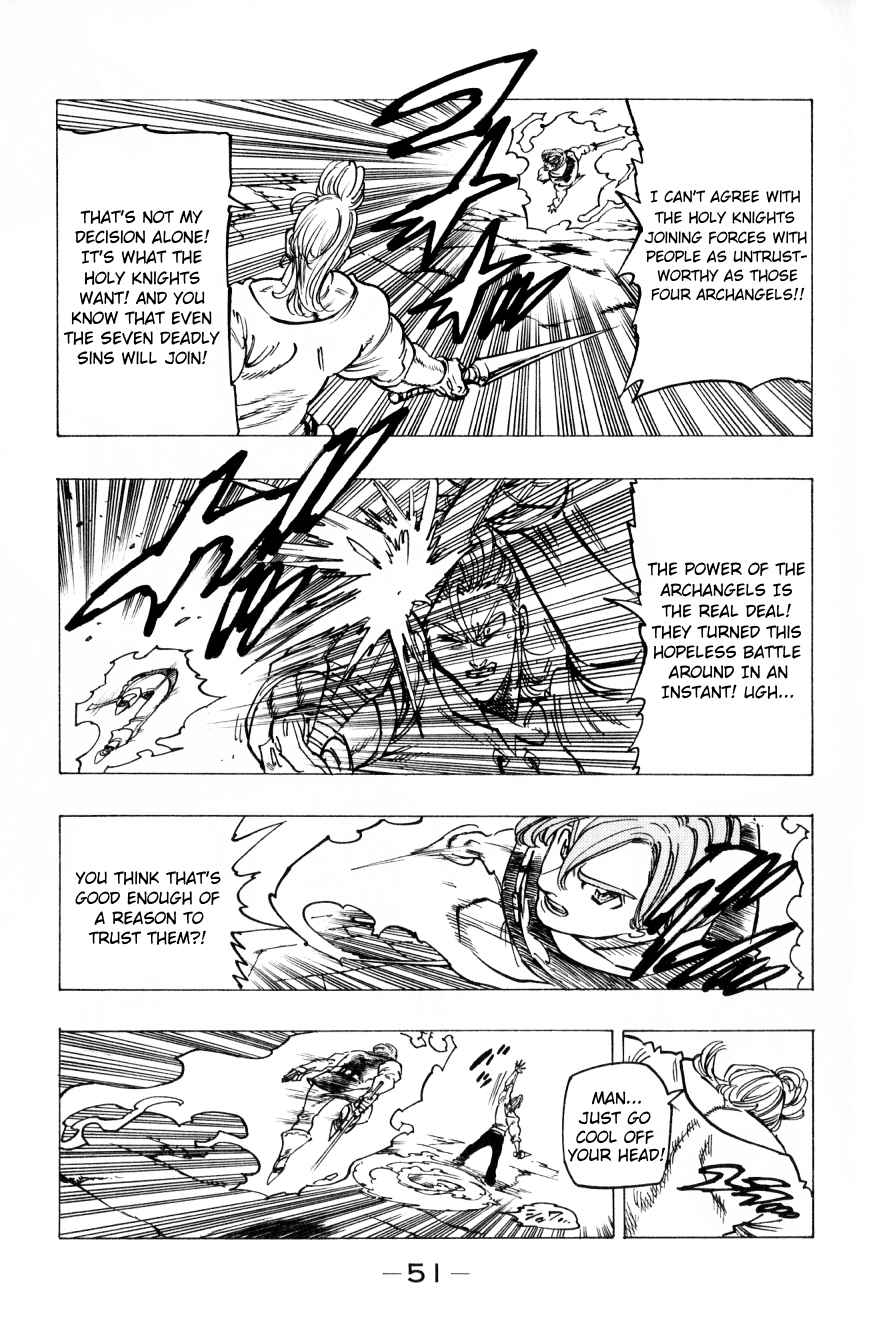 I CAN'T AGREE WITH
THE HOLY KNIGHTS
JOINING FORCES WITH
PEOPLE AS UNTRUST-
WORTHY AS THOSE
FOUR ARCHANGELS!!
THAT'S NOT MY
DECISION ALONE!
IT'S WHAT THE
HOLY KNIGHTS
WANT! AND YOU
KNOW THAT EVEN
THE SEVEN DEADLY
SINS WILL JOIN!
THE POWER OF THE
ARCHANGELS IS
THE REAL DEAL!
THEY TURNED THIS
HOPELESS BATTLE
AROUND IN AN
INSTANT! UGH...
YOU THINK THAT'S
GOOD ENOUGH OF
A REASON TO
TRUST THEM?!
MAN...
JUST GO
COOL OFF
YOUR HEAD!
—51—